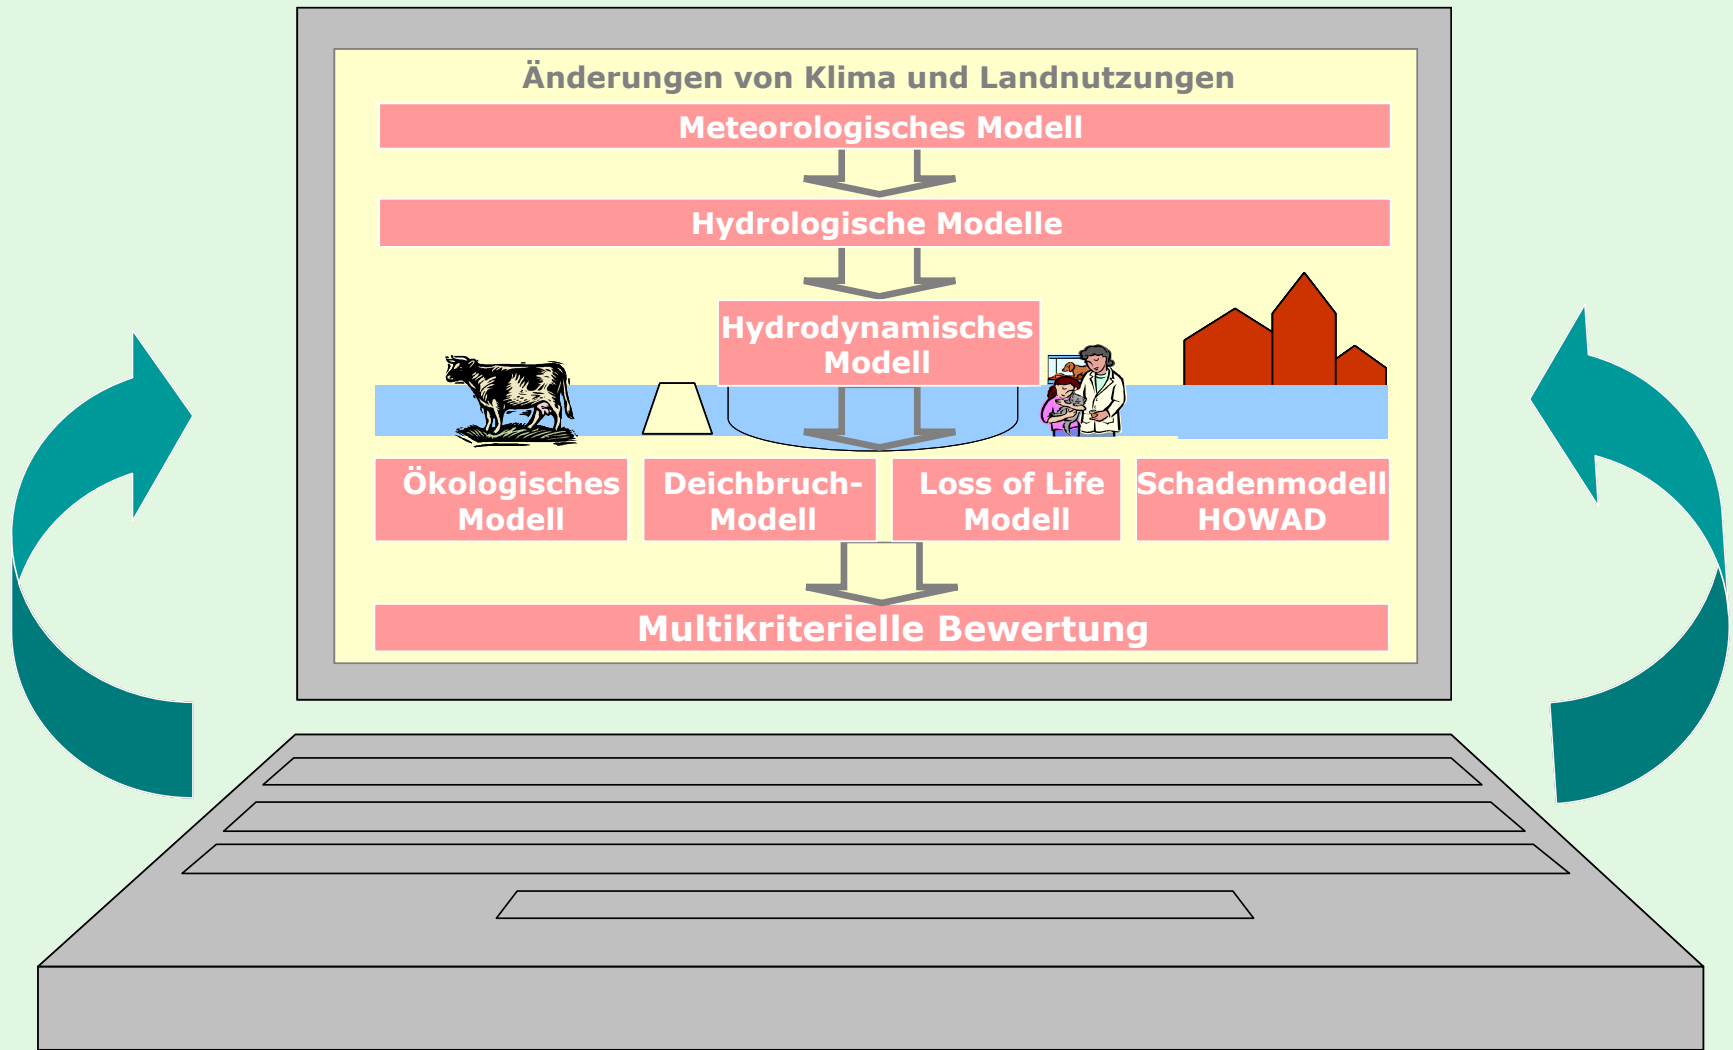 Änderungen von Klima und Landnutzungen
Meteorologisches Modell
Hydrologische Modelle
Hydrodynamisches
Modell
Ökologisches
Modell
Deichbruch-
Modell
Loss of Life
Modell
Schadenmodell
HOWAD
Multikriterielle Bewertung